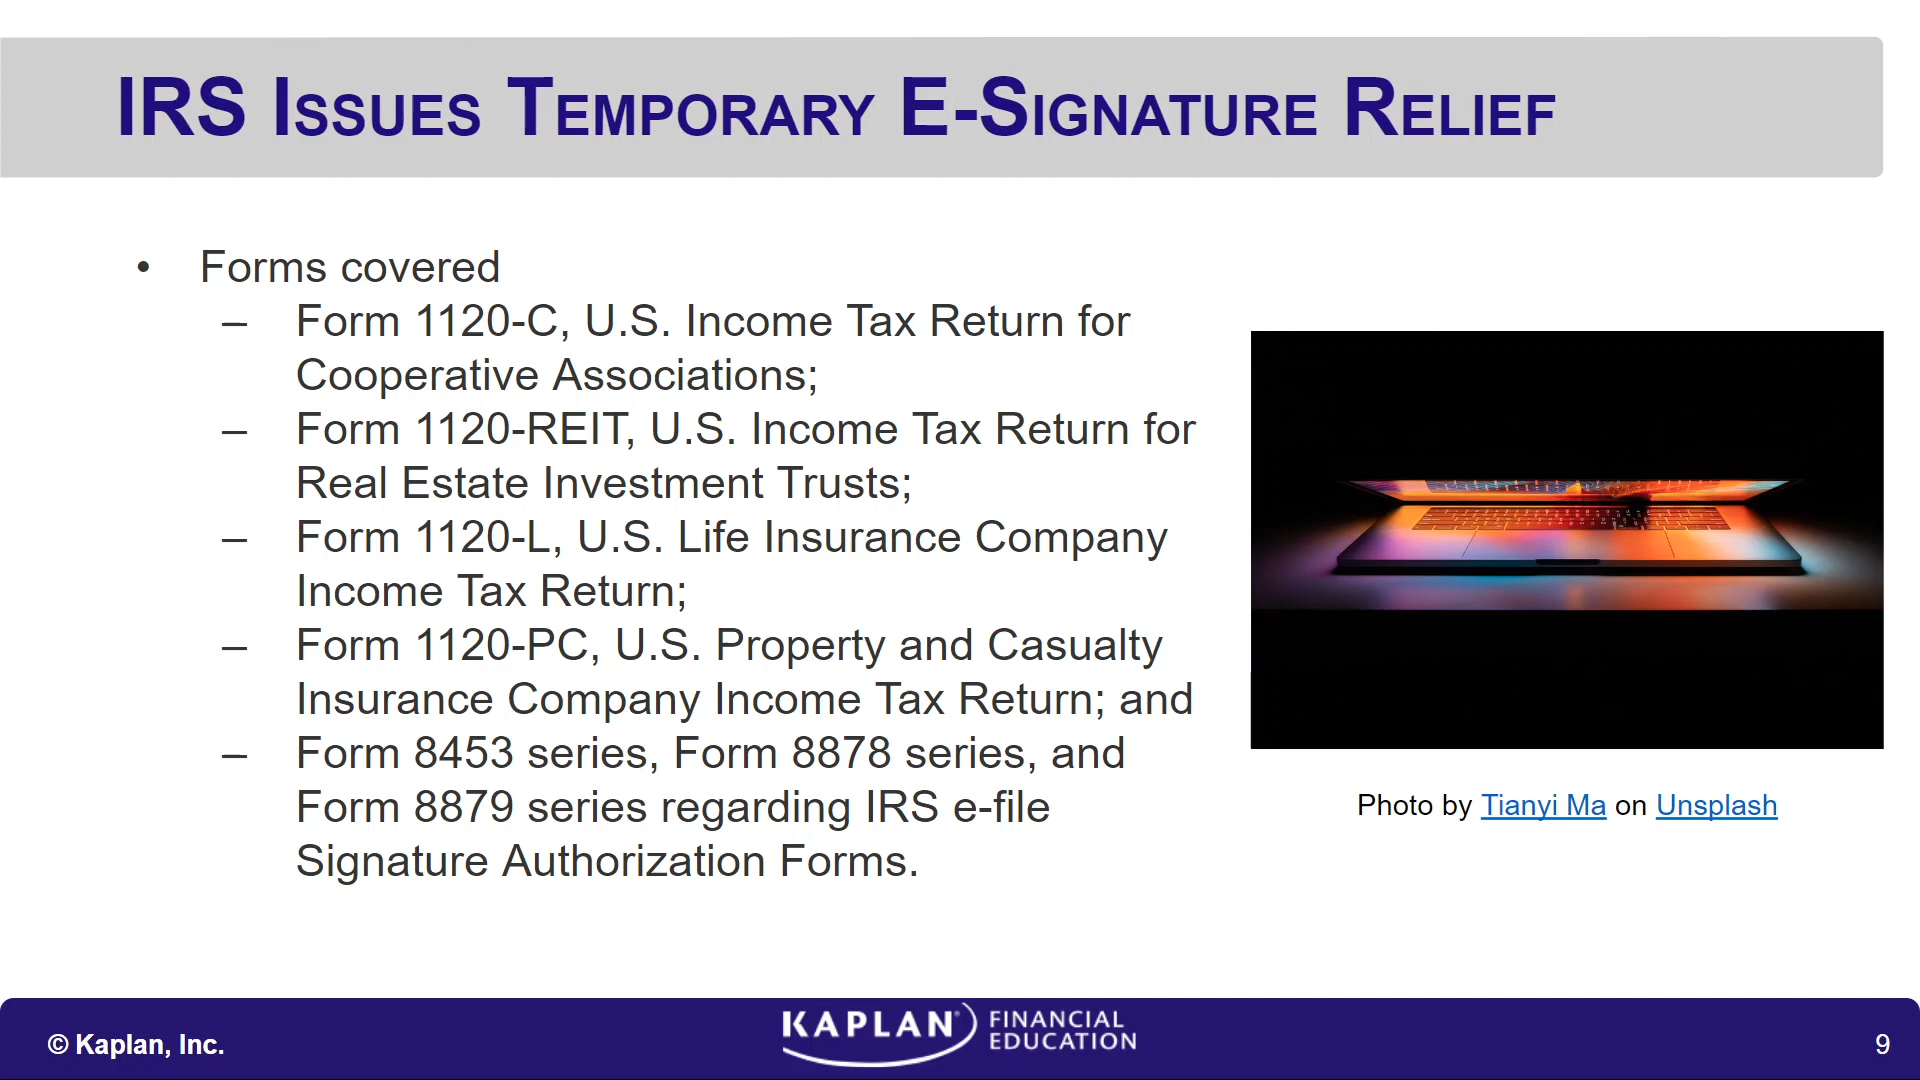 IRS Issues Temporary E-Signature Relief
• Forms covered
– Form 1120-C, U.S. Income Tax Return for
Cooperative Associations;
– Form 1120-REIT, U.S. Income Tax Return for
Real Estate Investment Trusts;
– Form 1120-L, U.S. Life Insurance Company
Income Tax Return;
– Form 1120-PC, U.S. Property and Casualty
Insurance Company Income Tax Return; and
– Form 8453 series, Form 8878 series, and
Form 8879 series regarding IRS e-file
Signature Authorization Forms.
Photo by Tianyi Ma on Unsplash
© Kaplan, Inc.
KAPLAN® FINANCIAL
EDUCATION
9